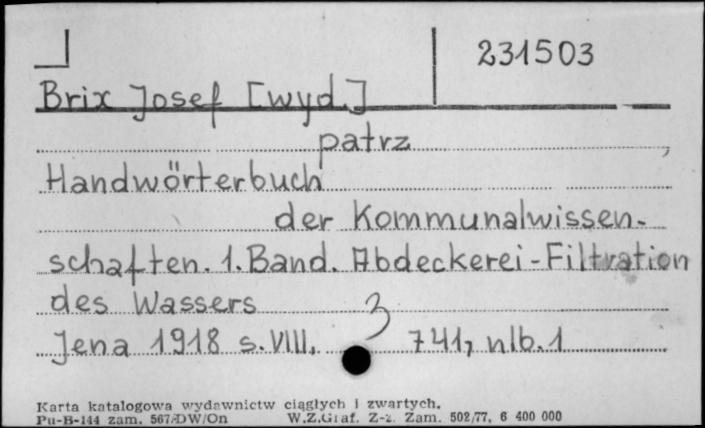 231503
Brix Josef [wyd.]
patrz
Handwörterbuch
der Kommunalwissen-
schaften. 1. Band. Abdeckerei-Filtration
des Wassers
Jena 1918 s. VIII, 741, nlb. 1
3
Karta katalogowa wydawnictw ciągłych i zwartych.
Pu-B-144 zam. 567/DW/On W.Z.Graf. Z-2. Zam. 502/77, 6 400 000